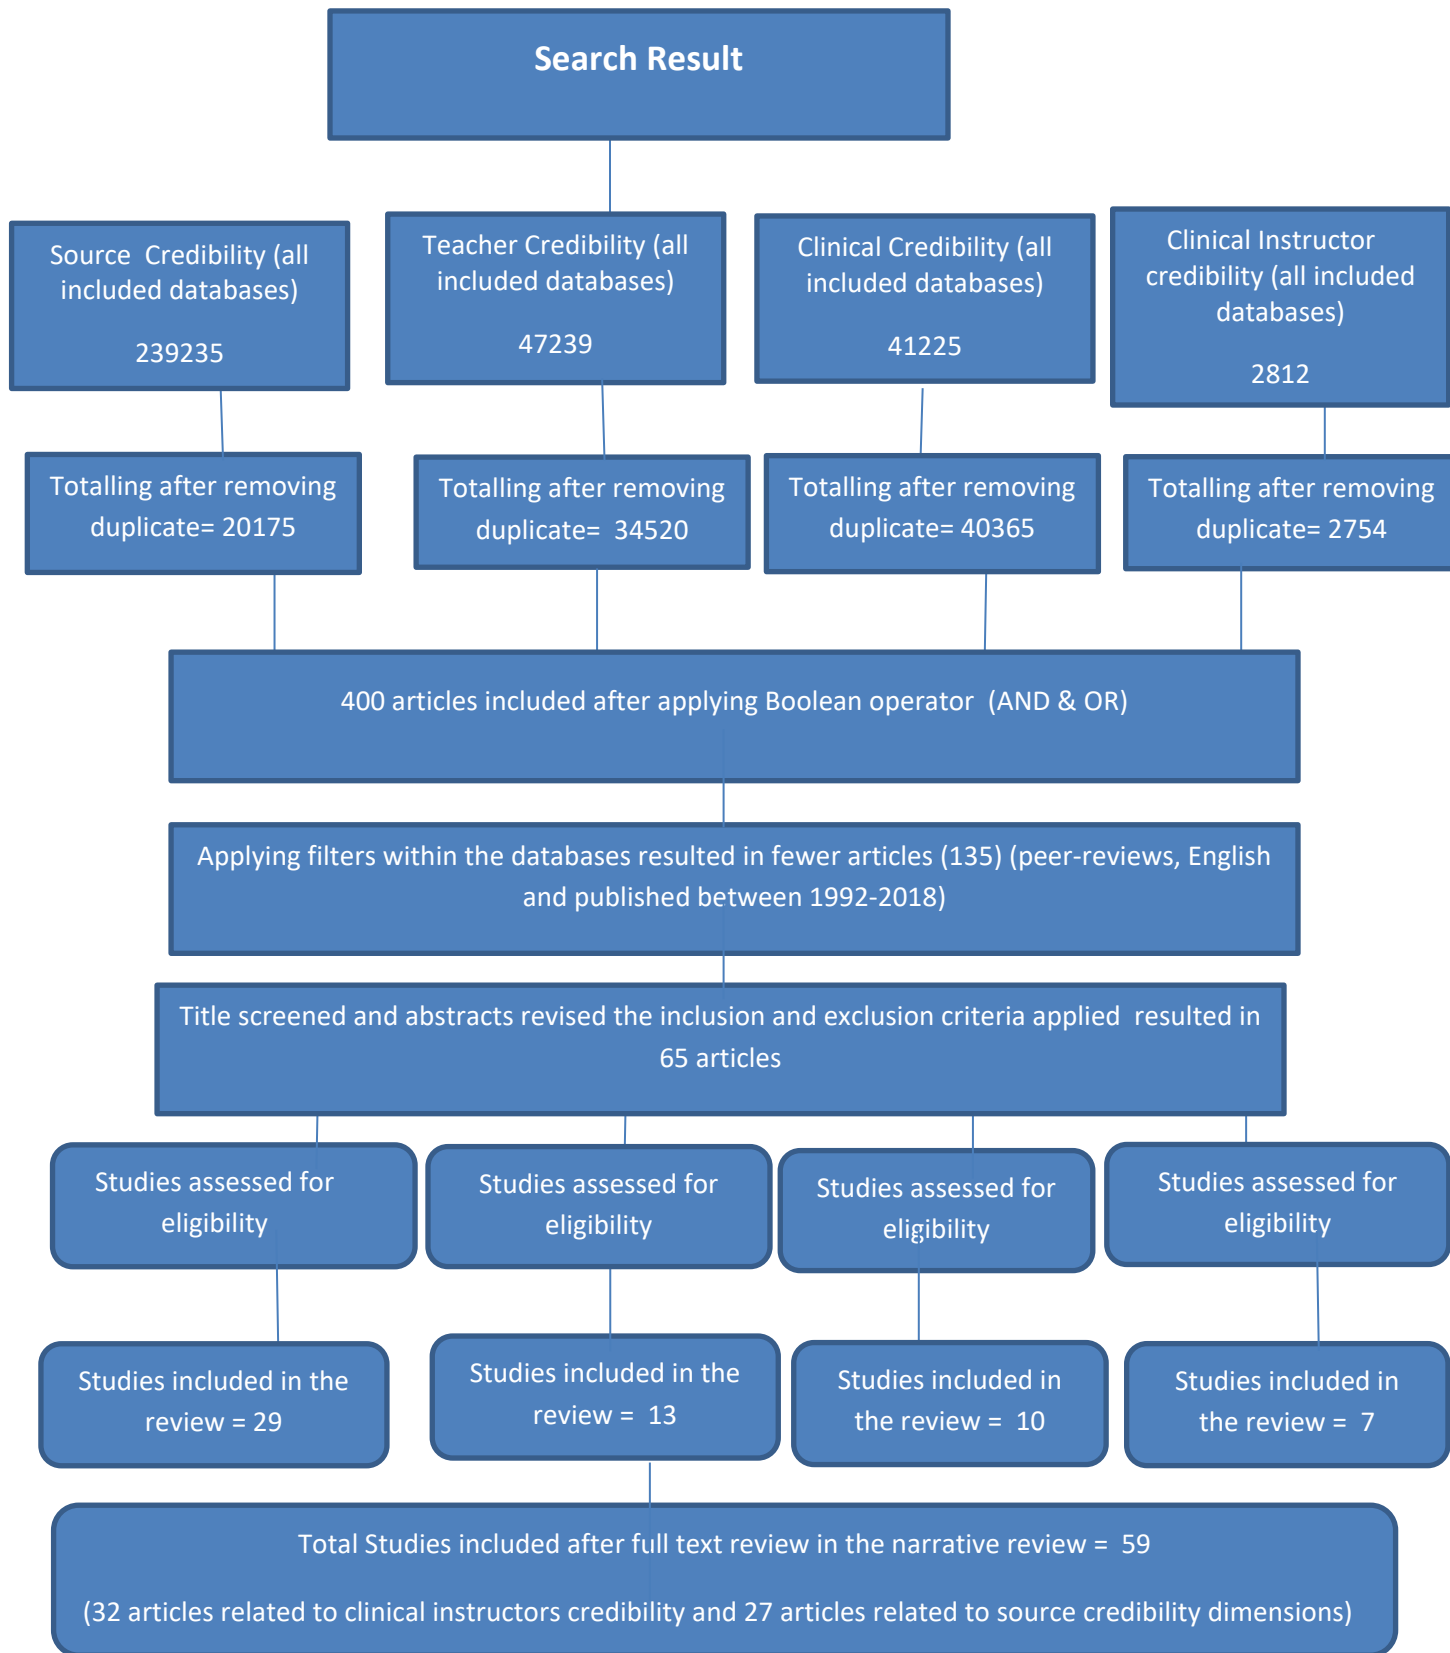 Search Result
Source  Credibility (all
included databases)
239235
Teacher Credibility (all
included databases)
47239
Clinical Credibility (all
included databases)
41225
Clinical Instructor
credibility (all included
databases)
2812
Totalling after removing
duplicate= 20175
Totalling after removing
duplicate=  34520
Totalling after removing
duplicate= 40365
Totalling after removing
duplicate= 2754
400 articles included after applying Boolean operator  (AND & OR)
Applying filters within the databases resulted in fewer articles (135) (peer-reviews, English
and published between 1992-2018)
Title screened and abstracts revised the inclusion and exclusion criteria applied  resulted in
65 articles
Studies assessed for
eligibility
Studies assessed for
eligibility
Studies assessed for
eligibility
Studies assessed for
eligibility
Studies included in the
review = 29
Studies included in the
review =  13
Studies included in
the review =  10
Studies included in
the review =  7
Total Studies included after full text review in the narrative review =  59
(32 articles related to clinical instructors credibility and 27 articles related to source credibility dimensions)